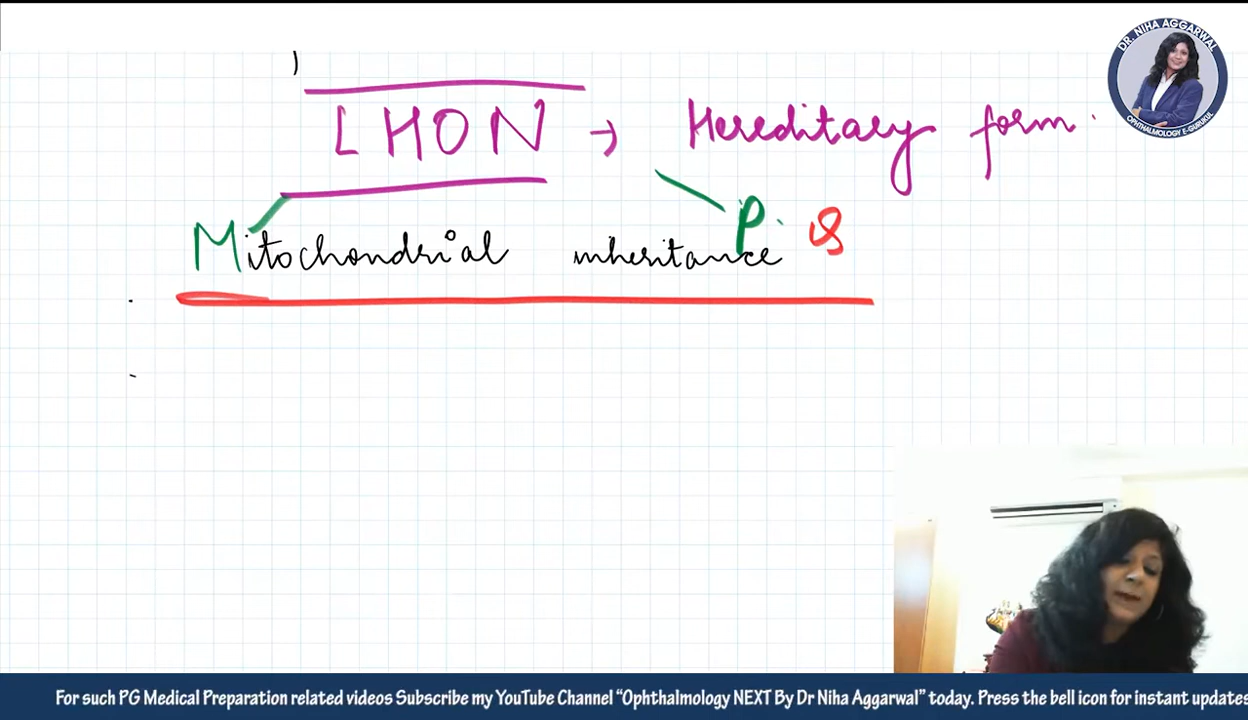 DR. NIHA AGGARWAL
OPHTHALMOLOGY E-GURUKUL
LHON → Hereditary form
P.
Mitochondrial inheritance
For such PG Medical Preparation related videos Subscribe my YouTube Channel “Ophthalmology NEXT By Dr Niha Aggarwal” today. Press the bell icon for instant updates